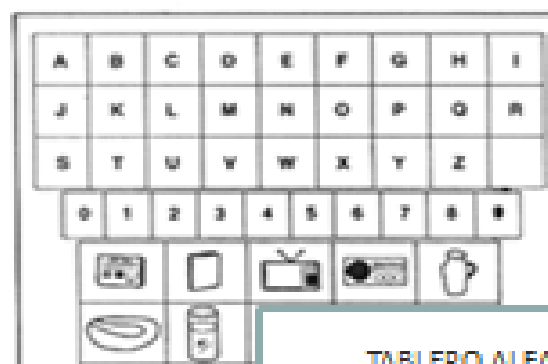 A B C D E F G H I
J K L M N O P Q R
S T U V W X Y Z
0 1 2 3 4 5 6 7 8 9
TABLERO